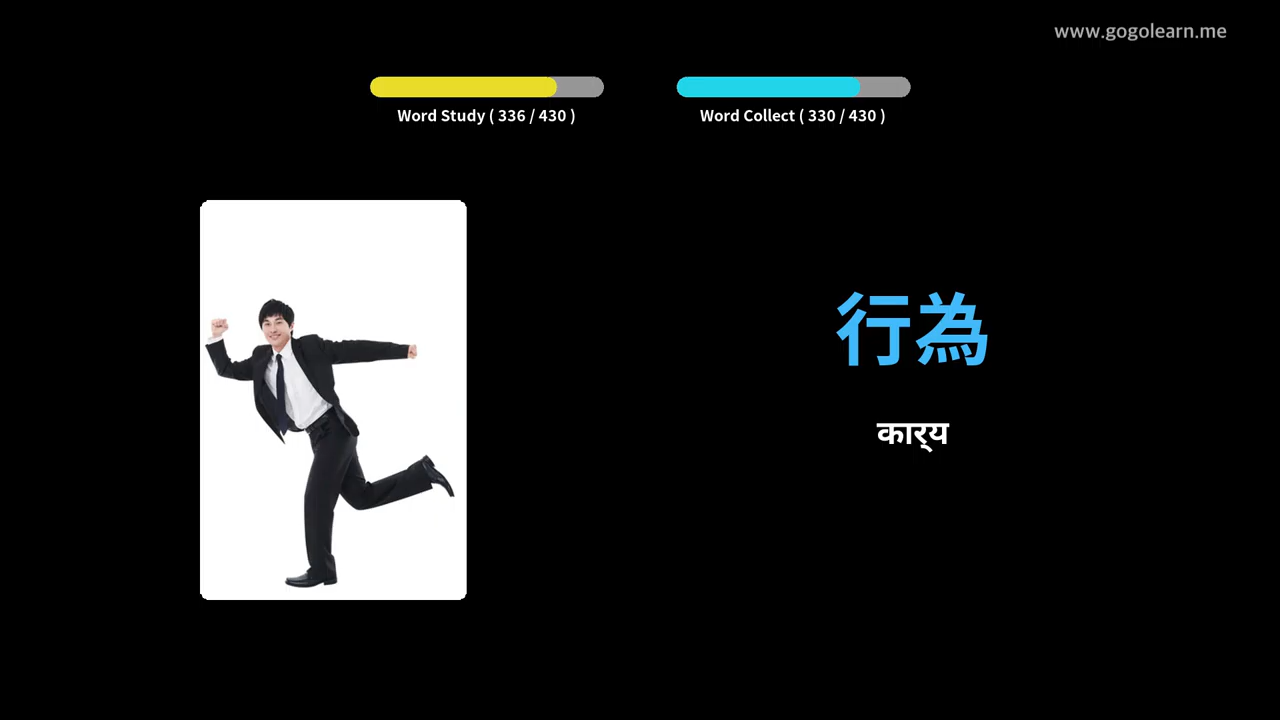 www.gogolearn.me
Word Study ( 336 / 430 )
Word Collect ( 330 / 430 )
行為
कार्‍य